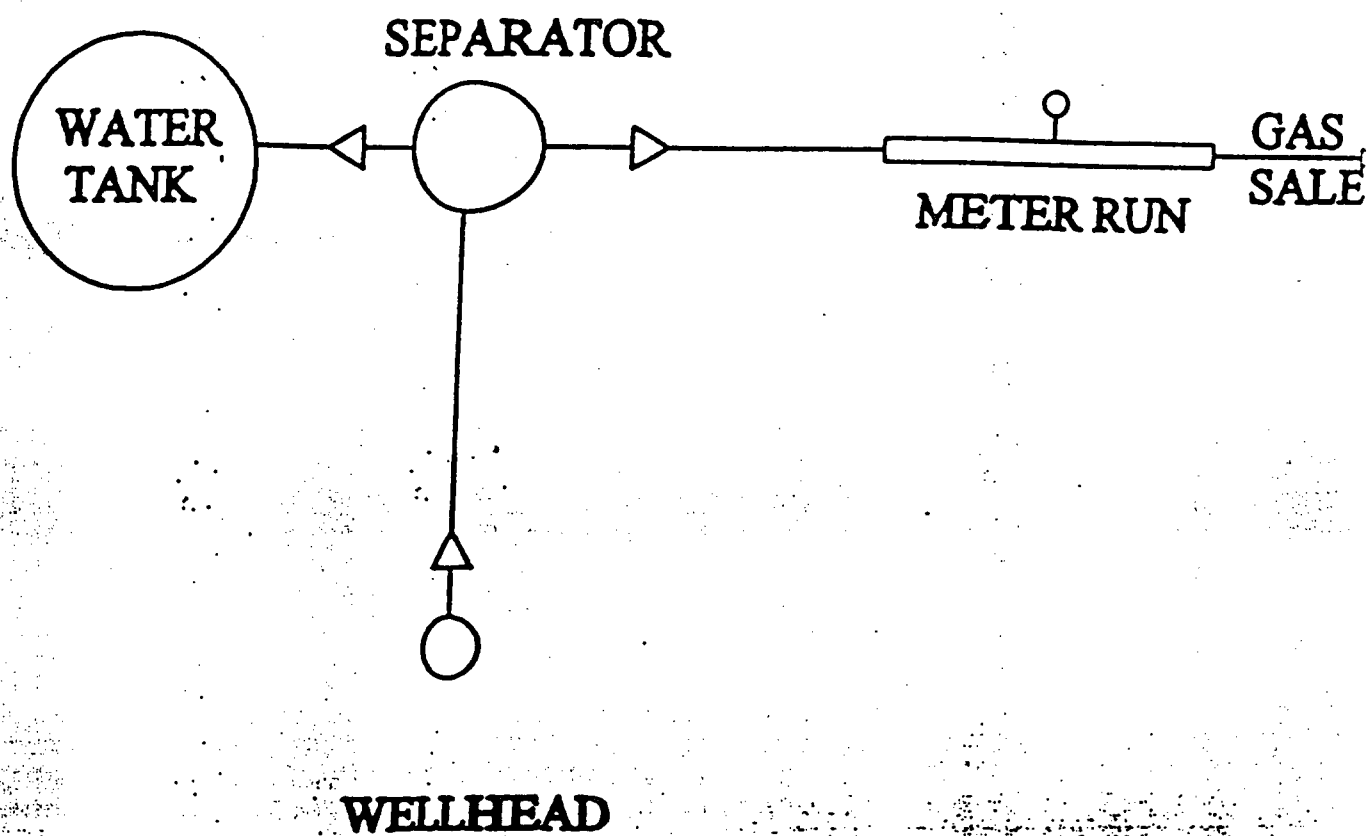 SEPARATOR
WATER
TANK
GAS
SALE
METER RUN
WELLHEAD